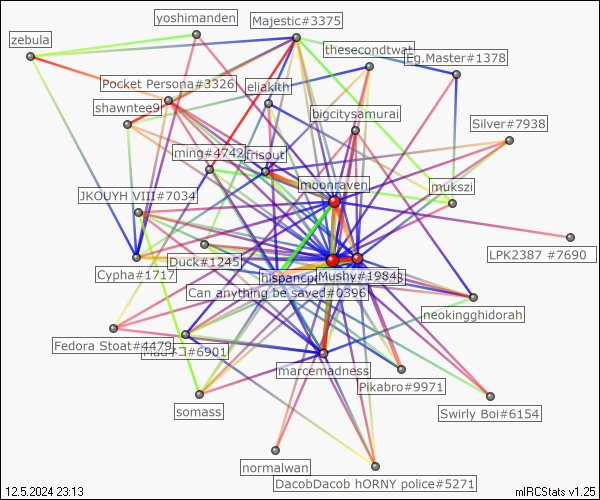 yoshimanden
Majestic#3375
zebula
thesecondtwat
Eg.Master#1378
Pocket Persona#3326
eliakith
shawntee9
bigcitysamurai
Silver#7938
ming#4742
frisout
moonraven
mukszi
JKOUYH VIII#7034
LPK2387 #7690
Duck#1245
Cypha#1717
Mushy#1984
Can anything be sayed#0396
neokingghidorah
Fedora Stoat#4479
#6901
marcemadness
Pikabro#9971
somass
Swirly Boi#6154
normalwan
DacobDacob hORNY police#5271
12.5.2024 23:13
mIRCStats v1.25